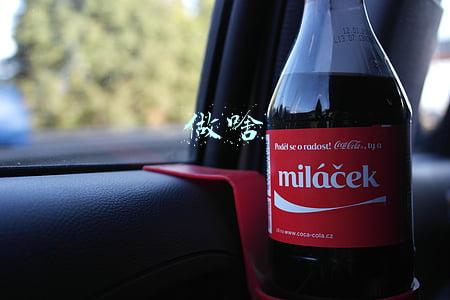 做啥
Poděl se o radost! Coca-Cola, ty a
miláček
www.coca-cola.cz